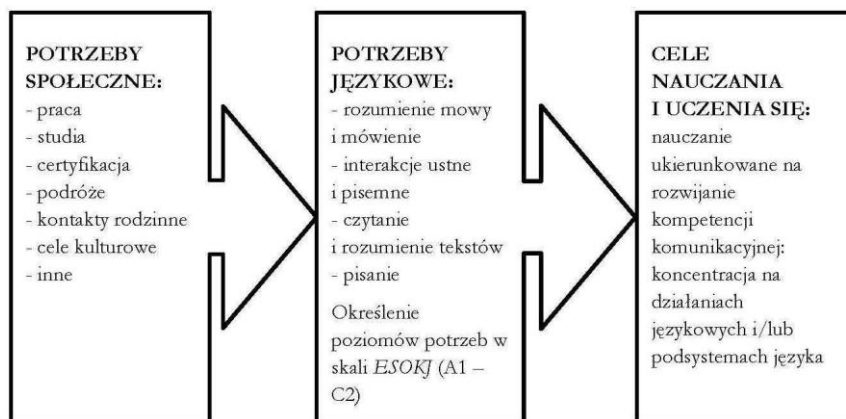 POTRZEBY
SPOŁECZNE:
- praca
- studia
- certyfikacja
- podróże
- kontakty rodzinne
- cele kulturowe
- inne
POTRZEBY
JĘZYKOWE:
- rozumienie mowy
i mówienie
- interakcje ustne
i pisemne
- czytanie
i rozumienie tekstów
- pisanie
Określenie
poziomów potrzeb w
skali ESOKJ (A1 –
C2)
CELE
NAUCZANIA
I UCZENIA SIĘ:
nauczanie
ukierunkowane na
rozwijanie
kompetencji
komunikacyjnej:
koncentracja na
działaniach
językowych i/lub
podsystemach języka